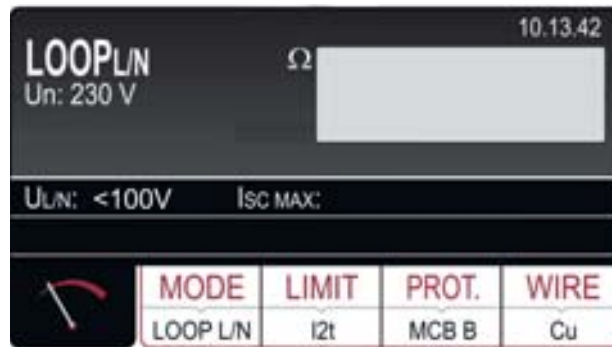 10.13.42
LOOPL/N Ω
Un: 230 V
UL/N: <100V ISC MAX:
MODE LIMIT PROT. WIRE
LOOP L/N I2t MCB B Cu